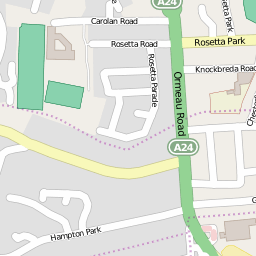 Carolan Road
A24
Rosetta Road
Rosetta Park
Rosetta Parade
Knockbreda Road
Ormeau Road
A24
Hampton Park